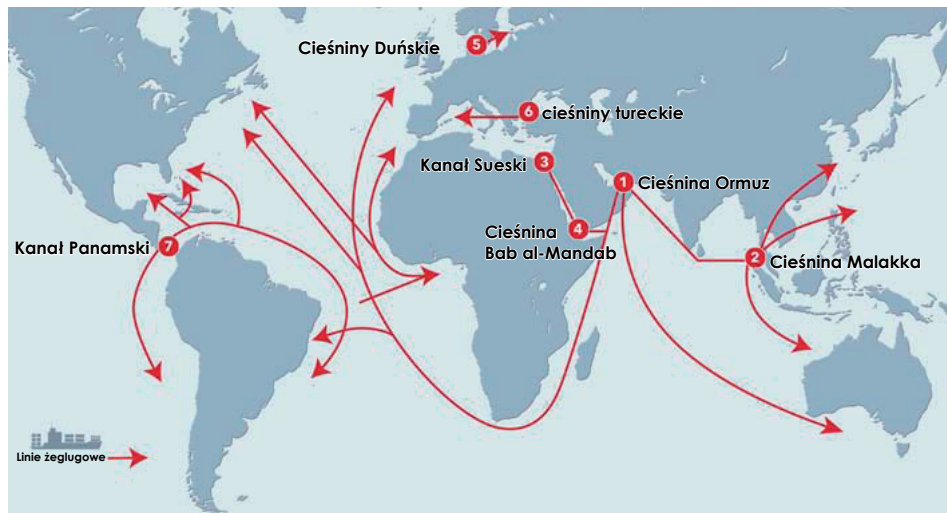 Cieśniny Duńskie
5
6
cieśniny tureckie
Kanał Sueski
3
1
Cieśnina Ormuz
Cieśnina
Bab al-Mandab
4
Kanał Panamski
7
2
Cieśnina Malakka
Linie żeglugowe